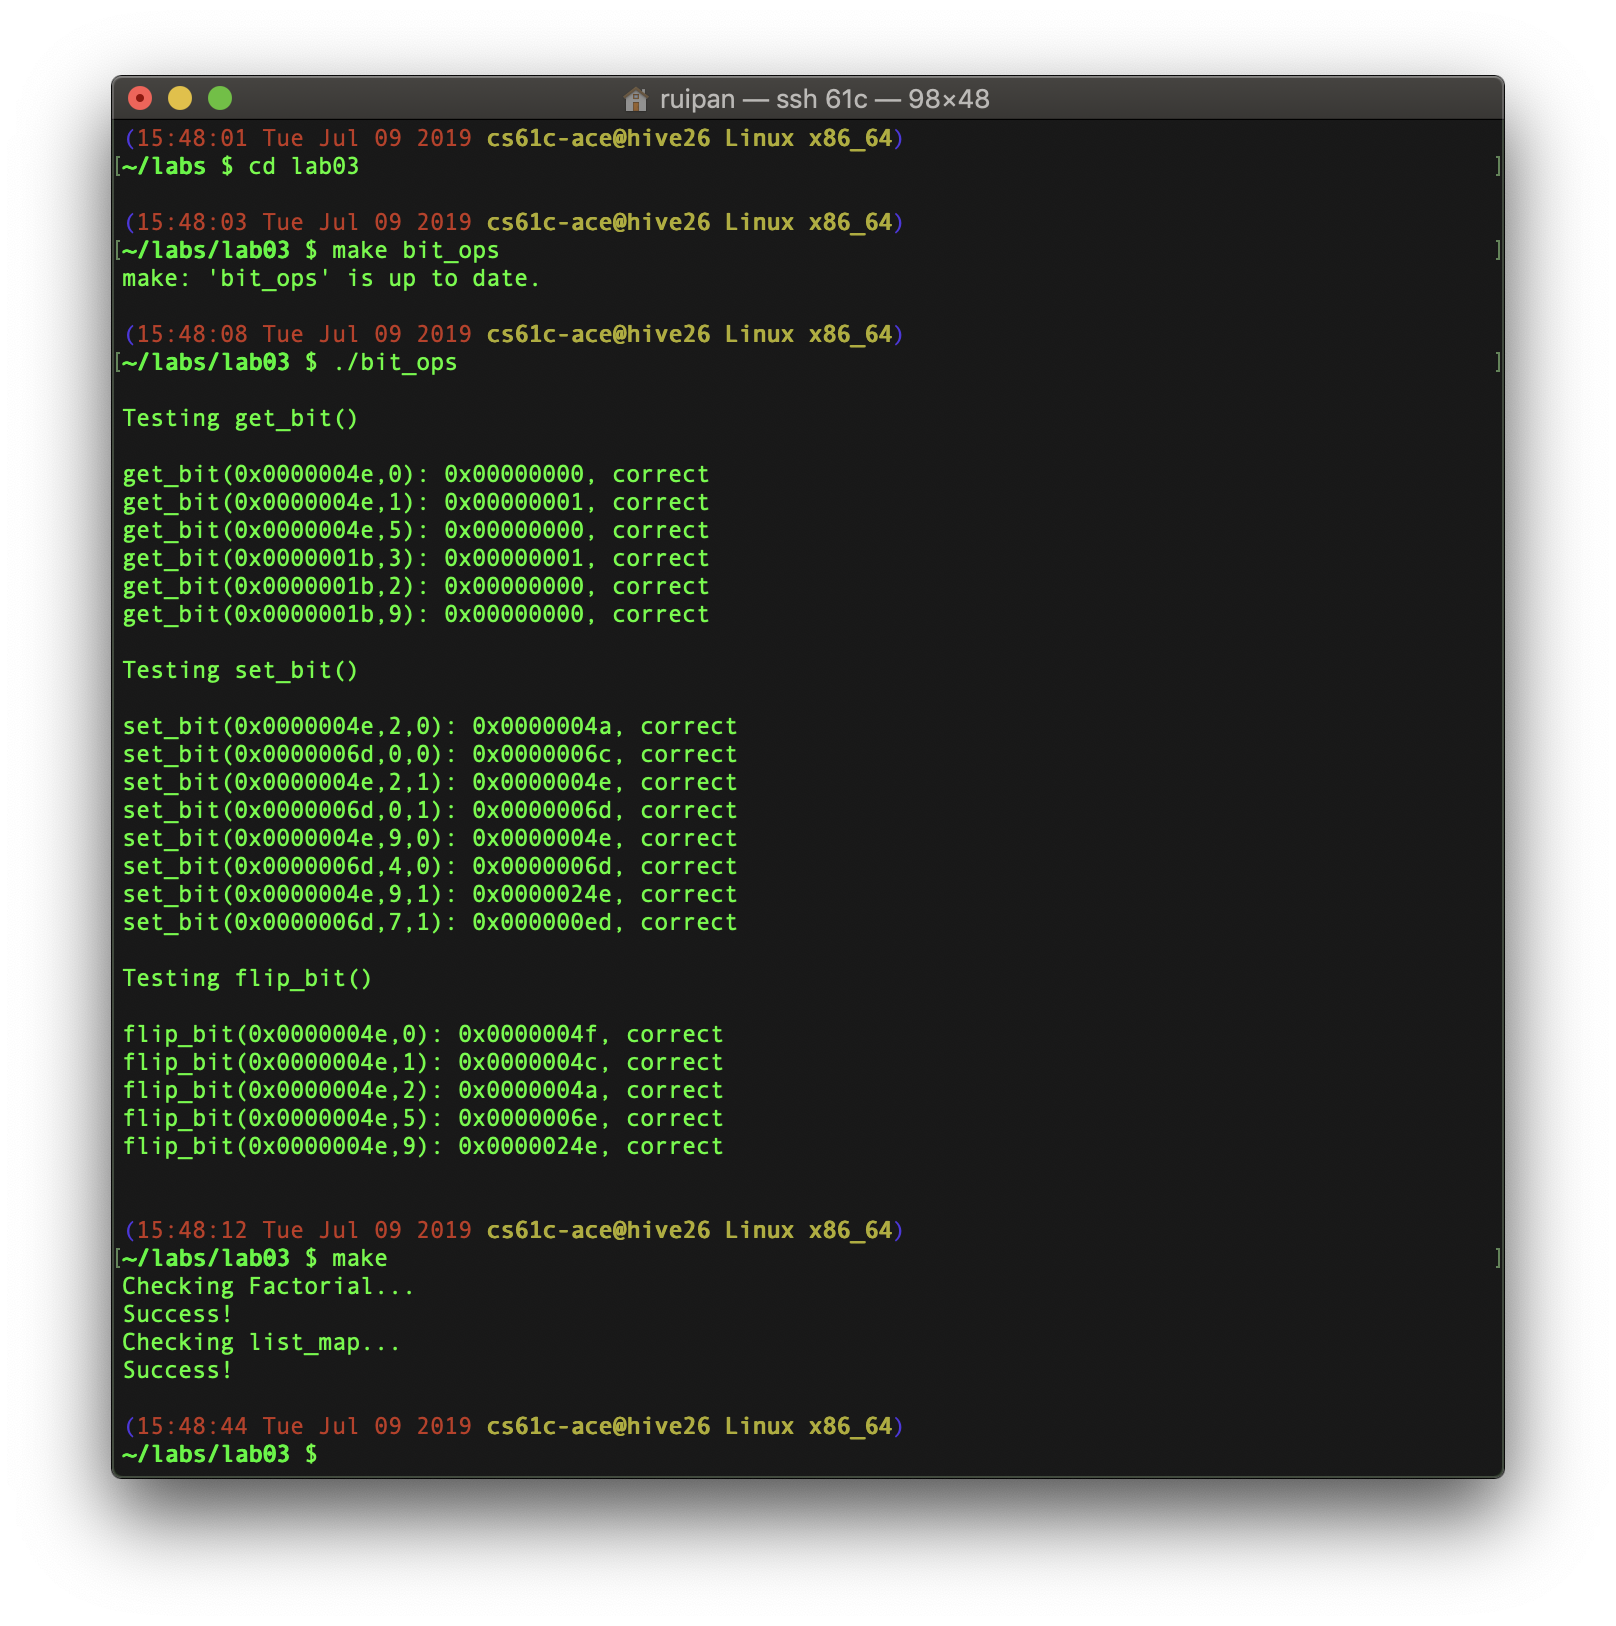 ruipan — ssh 61c — 98×48
(15:48:01 Tue Jul 09 2019 cs61c-ace@hive26 Linux x86_64)
[~/labs $ cd lab03 ]
(15:48:03 Tue Jul 09 2019 cs61c-ace@hive26 Linux x86_64)
[~/labs/lab03 $ make bit_ops ]
make: 'bit_ops' is up to date.
(15:48:08 Tue Jul 09 2019 cs61c-ace@hive26 Linux x86_64)
[~/labs/lab03 $ ./bit_ops ]
Testing get_bit()
get_bit(0x0000004e,0): 0x00000000, correct
get_bit(0x0000004e,1): 0x00000001, correct
get_bit(0x0000004e,5): 0x00000000, correct
get_bit(0x0000001b,3): 0x00000001, correct
get_bit(0x0000001b,2): 0x00000000, correct
get_bit(0x0000001b,9): 0x00000000, correct
Testing set_bit()
set_bit(0x0000004e,2,0): 0x0000004a, correct
set_bit(0x0000006d,0,0): 0x0000006c, correct
set_bit(0x0000004e,2,1): 0x0000004e, correct
set_bit(0x0000006d,0,1): 0x0000006d, correct
set_bit(0x0000004e,9,0): 0x0000004e, correct
set_bit(0x0000006d,4,0): 0x0000006d, correct
set_bit(0x0000004e,9,1): 0x0000024e, correct
set_bit(0x0000006d,7,1): 0x000000ed, correct
Testing flip_bit()
flip_bit(0x0000004e,0): 0x0000004f, correct
flip_bit(0x0000004e,1): 0x0000004c, correct
flip_bit(0x0000004e,2): 0x0000004a, correct
flip_bit(0x0000004e,5): 0x0000006e, correct
flip_bit(0x0000004e,9): 0x0000024e, correct
(15:48:12 Tue Jul 09 2019 cs61c-ace@hive26 Linux x86_64)
[~/labs/lab03 $ make ]
Checking Factorial...
Success!
Checking list_map...
Success!
(15:48:44 Tue Jul 09 2019 cs61c-ace@hive26 Linux x86_64)
~/labs/lab03 $